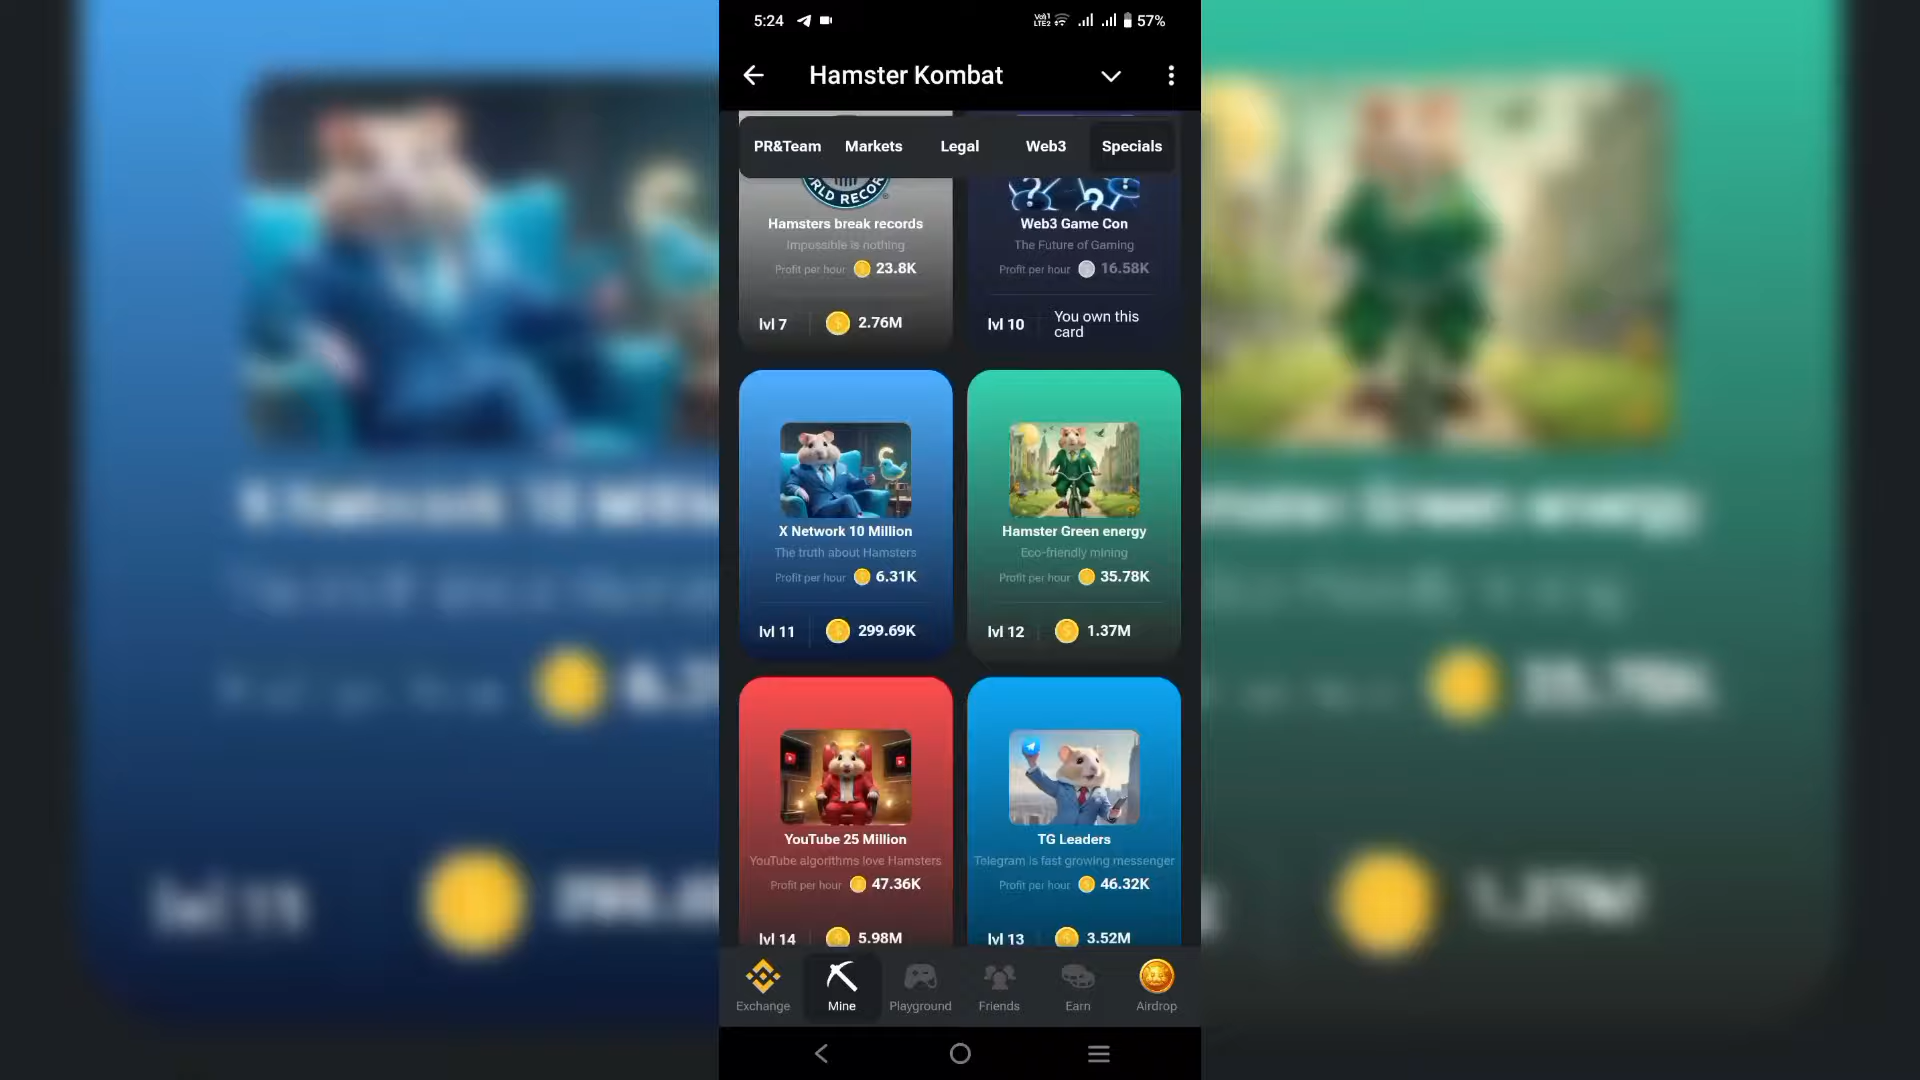 5:24
VoLTE1
LTE2
57%
Hamster Kombat
PR&Team
Markets
Legal
Web3
Specials
RLD RECOR
Hamsters break records
Impossible is nothing
Profit per hour 23.8K
lvl 7
2.76M
Web3 Game Con
The Future of Gaming
Profit per hour 16.58K
lvl 10
You own this
card
X Network 10 Million
The truth about Hamsters
Profit per hour 6.31K
lvl 11
299.69K
Hamster Green energy
Eco-friendly mining
Profit per hour 35.78K
lvl 12
1.37M
YouTube 25 Million
YouTube algorithms love Hamsters
Profit per hour 47.36K
lvl 14
5.98M
TG Leaders
Telegram is fast growing messenger
Profit per hour 46.32K
lvl 13
3.52M
Exchange
Mine
Playground
Friends
Earn
Airdrop